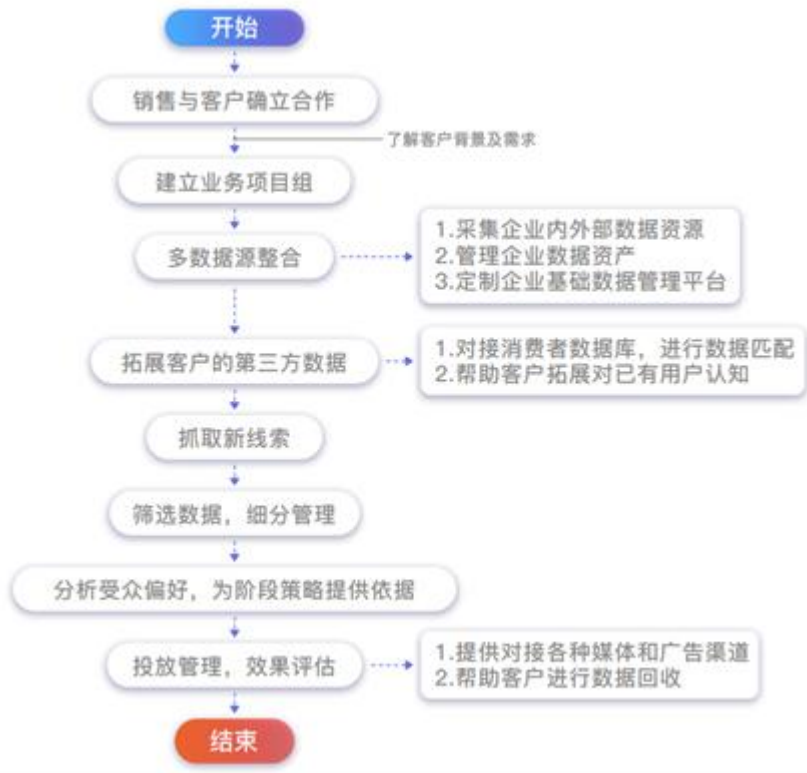 开始
销售与客户确立合作
了解客户背景及需求
建立业务项目组
多数据源整合
1.采集企业内外部数据资源
2.管理企业数据资产
3.定制企业基础数据管理平台
拓展客户的第三方数据
1.对接消费者数据库，进行数据匹配
2.帮助客户拓展对已有用户认知
抓取新线索
筛选数据，细分管理
分析受众偏好，为阶段策略提供依据
投放管理，效果评估
1.提供对接各种媒体和广告渠道
2.帮助客户进行数据回收
结束